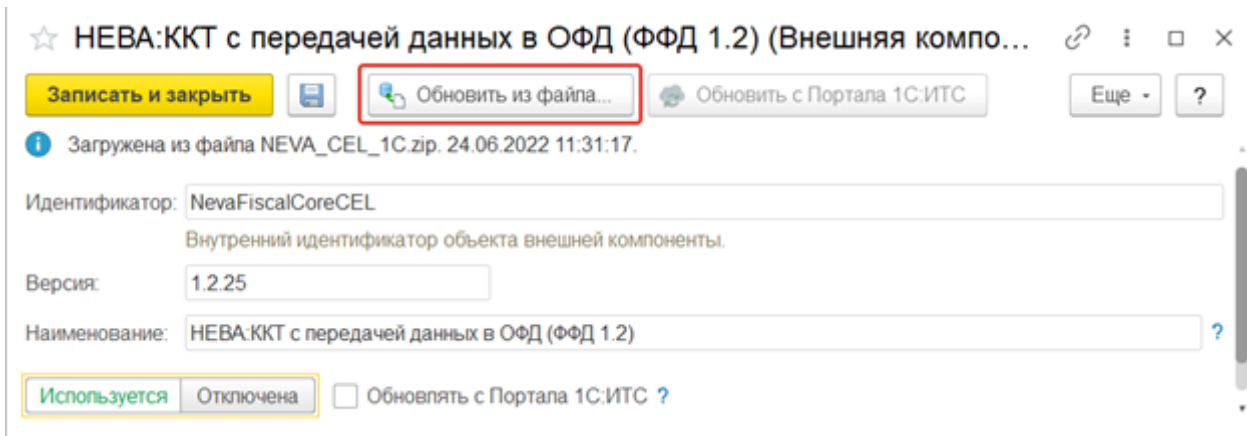 НЕВА:ККТ с передачей данных в ОФД (ФФД 1.2) (Внешняя компо...
Записать и закрыть Обновить из файла... Обновить с Портала 1С:ИТС Еще ?
Загружена из файла NEVA_CEL_1C.zip. 24.06.2022 11:31:17.
Идентификатор: NevaFiscalCoreCEL
Внутренний идентификатор объекта внешней компоненты.
Версия: 1.2.25
Наименование: НЕВА:ККТ с передачей данных в ОФД (ФФД 1.2) ?
Используется Отключена Обновлять с Портала 1С:ИТС ?